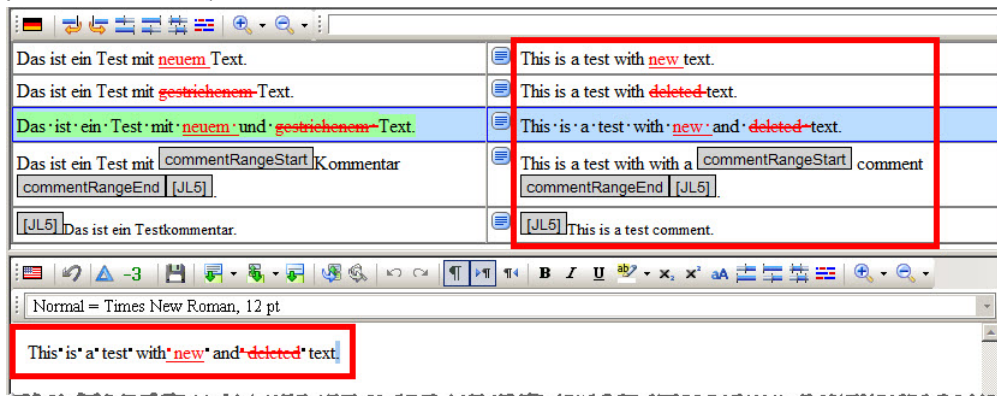 Das ist ein Test mit neuem Text.
This is a test with new text.
Das ist ein Test mit gestrichenem Text.
This is a test with deleted text.
Das·ist·ein·Test·mit·neuem·und·gestrichenem·Text.
This·is·a·test·with·new·and·deleted·text.
Das ist ein Test mit commentRangeStart Kommentar
commentRangeEnd [JL5].
This is a test with with a commentRangeStart comment
commentRangeEnd [JL5].
[JL5] Das ist ein Testkommentar.
[JL5] This is a test comment.
-3 ¶ ▸¶ ¶◂ B I U ab x, x² aA
Normal = Times New Roman, 12 pt
This is a test with new and deleted text.